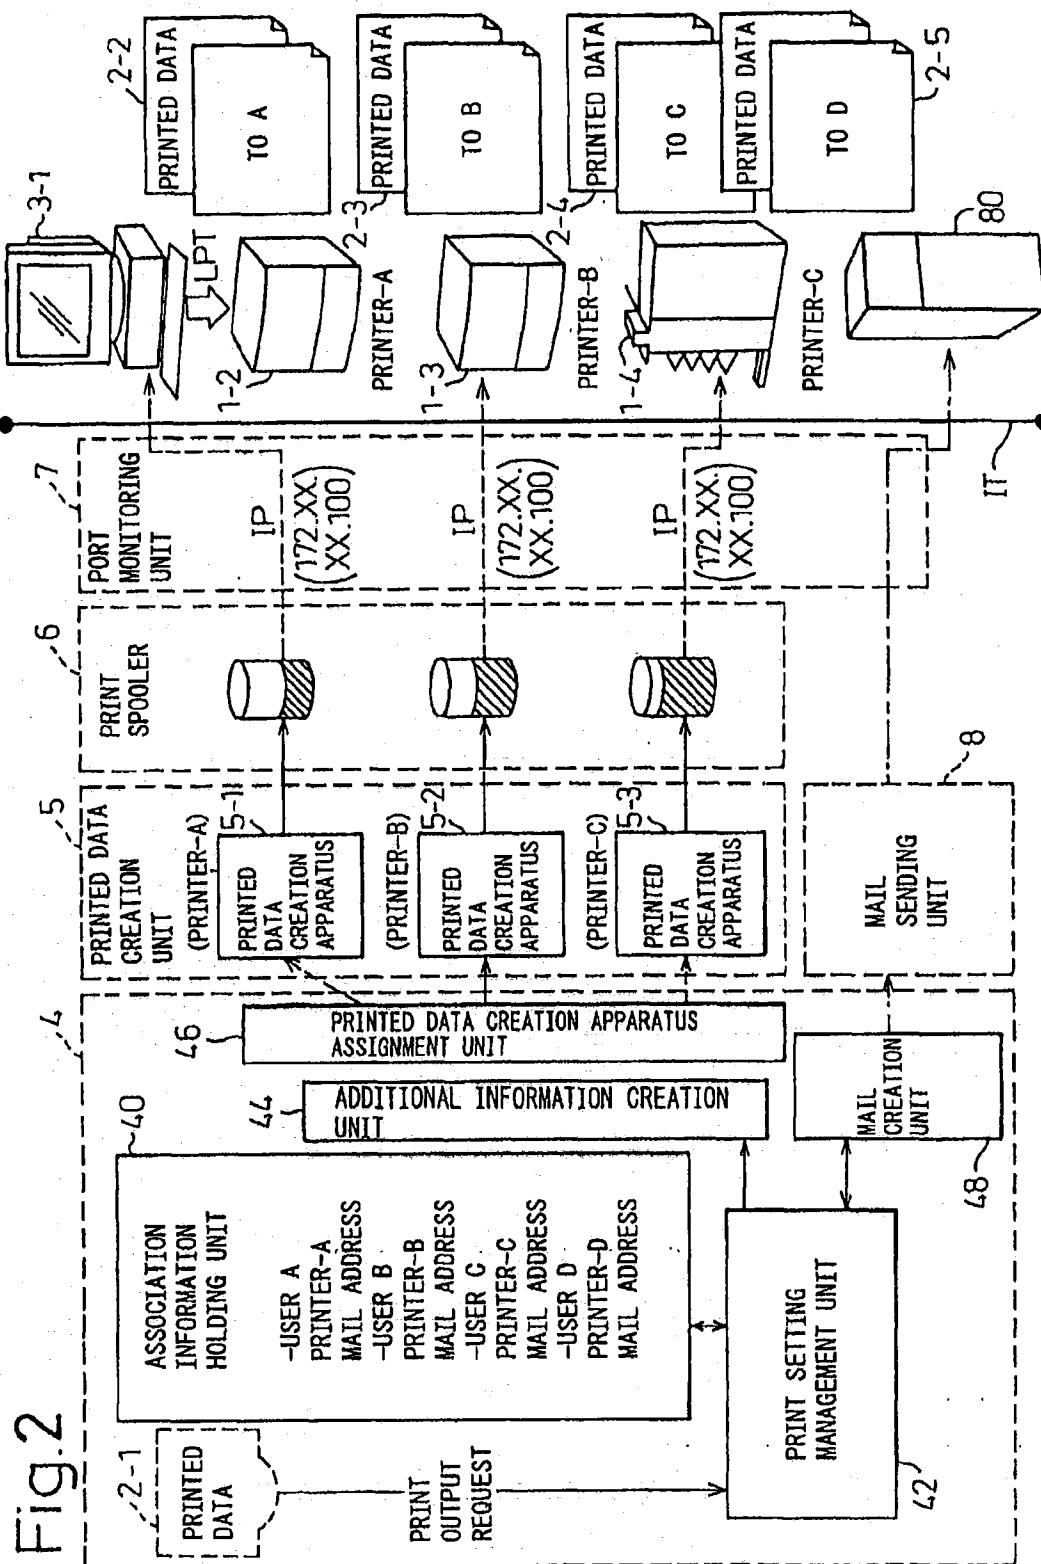 Fig.2
4
2-1
PRINTED
DATA
PRINT
OUTPUT
REQUEST
40
ASSOCIATION
INFORMATION
HOLDING UNIT
-USER A
PRINTER-A
MAIL ADDRESS
-USER B
PRINTER-B
MAIL ADDRESS
-USER C
PRINTER-C
MAIL ADDRESS
-USER D
PRINTER-D
MAIL ADDRESS
PRINT SETTING
MANAGEMENT UNIT
42
44
ADDITIONAL INFORMATION CREATION
UNIT
46
PRINTED DATA CREATION APPARATUS
ASSIGNMENT UNIT
MAIL
CREATION
UNIT
48
5
PRINTED DATA
CREATION
UNIT
(PRINTER-A)
5-1
PRINTED
DATA
CREATION
APPARATUS
(PRINTER-B)
5-2
PRINTED
DATA
CREATION
APPARATUS
(PRINTER-C)
5-3
PRINTED
DATA
CREATION
APPARATUS
8
MAIL
SENDING
UNIT
6
PRINT
SPOOLER
7
PORT
MONITORING
UNIT
IP
(172.XX.
XX.100)
IP
(172.XX.
XX.100)
IP
(172.XX.
XX.100)
IT
3-1
LPT
1-2
PRINTER-A
1-3
PRINTER-B
1-4
PRINTER-C
80
2-2
PRINTED DATA
TO A
2-3
PRINTED DATA
TO B
2-4
PRINTED DATA
TO C
PRINTED DATA
TO D
2-5